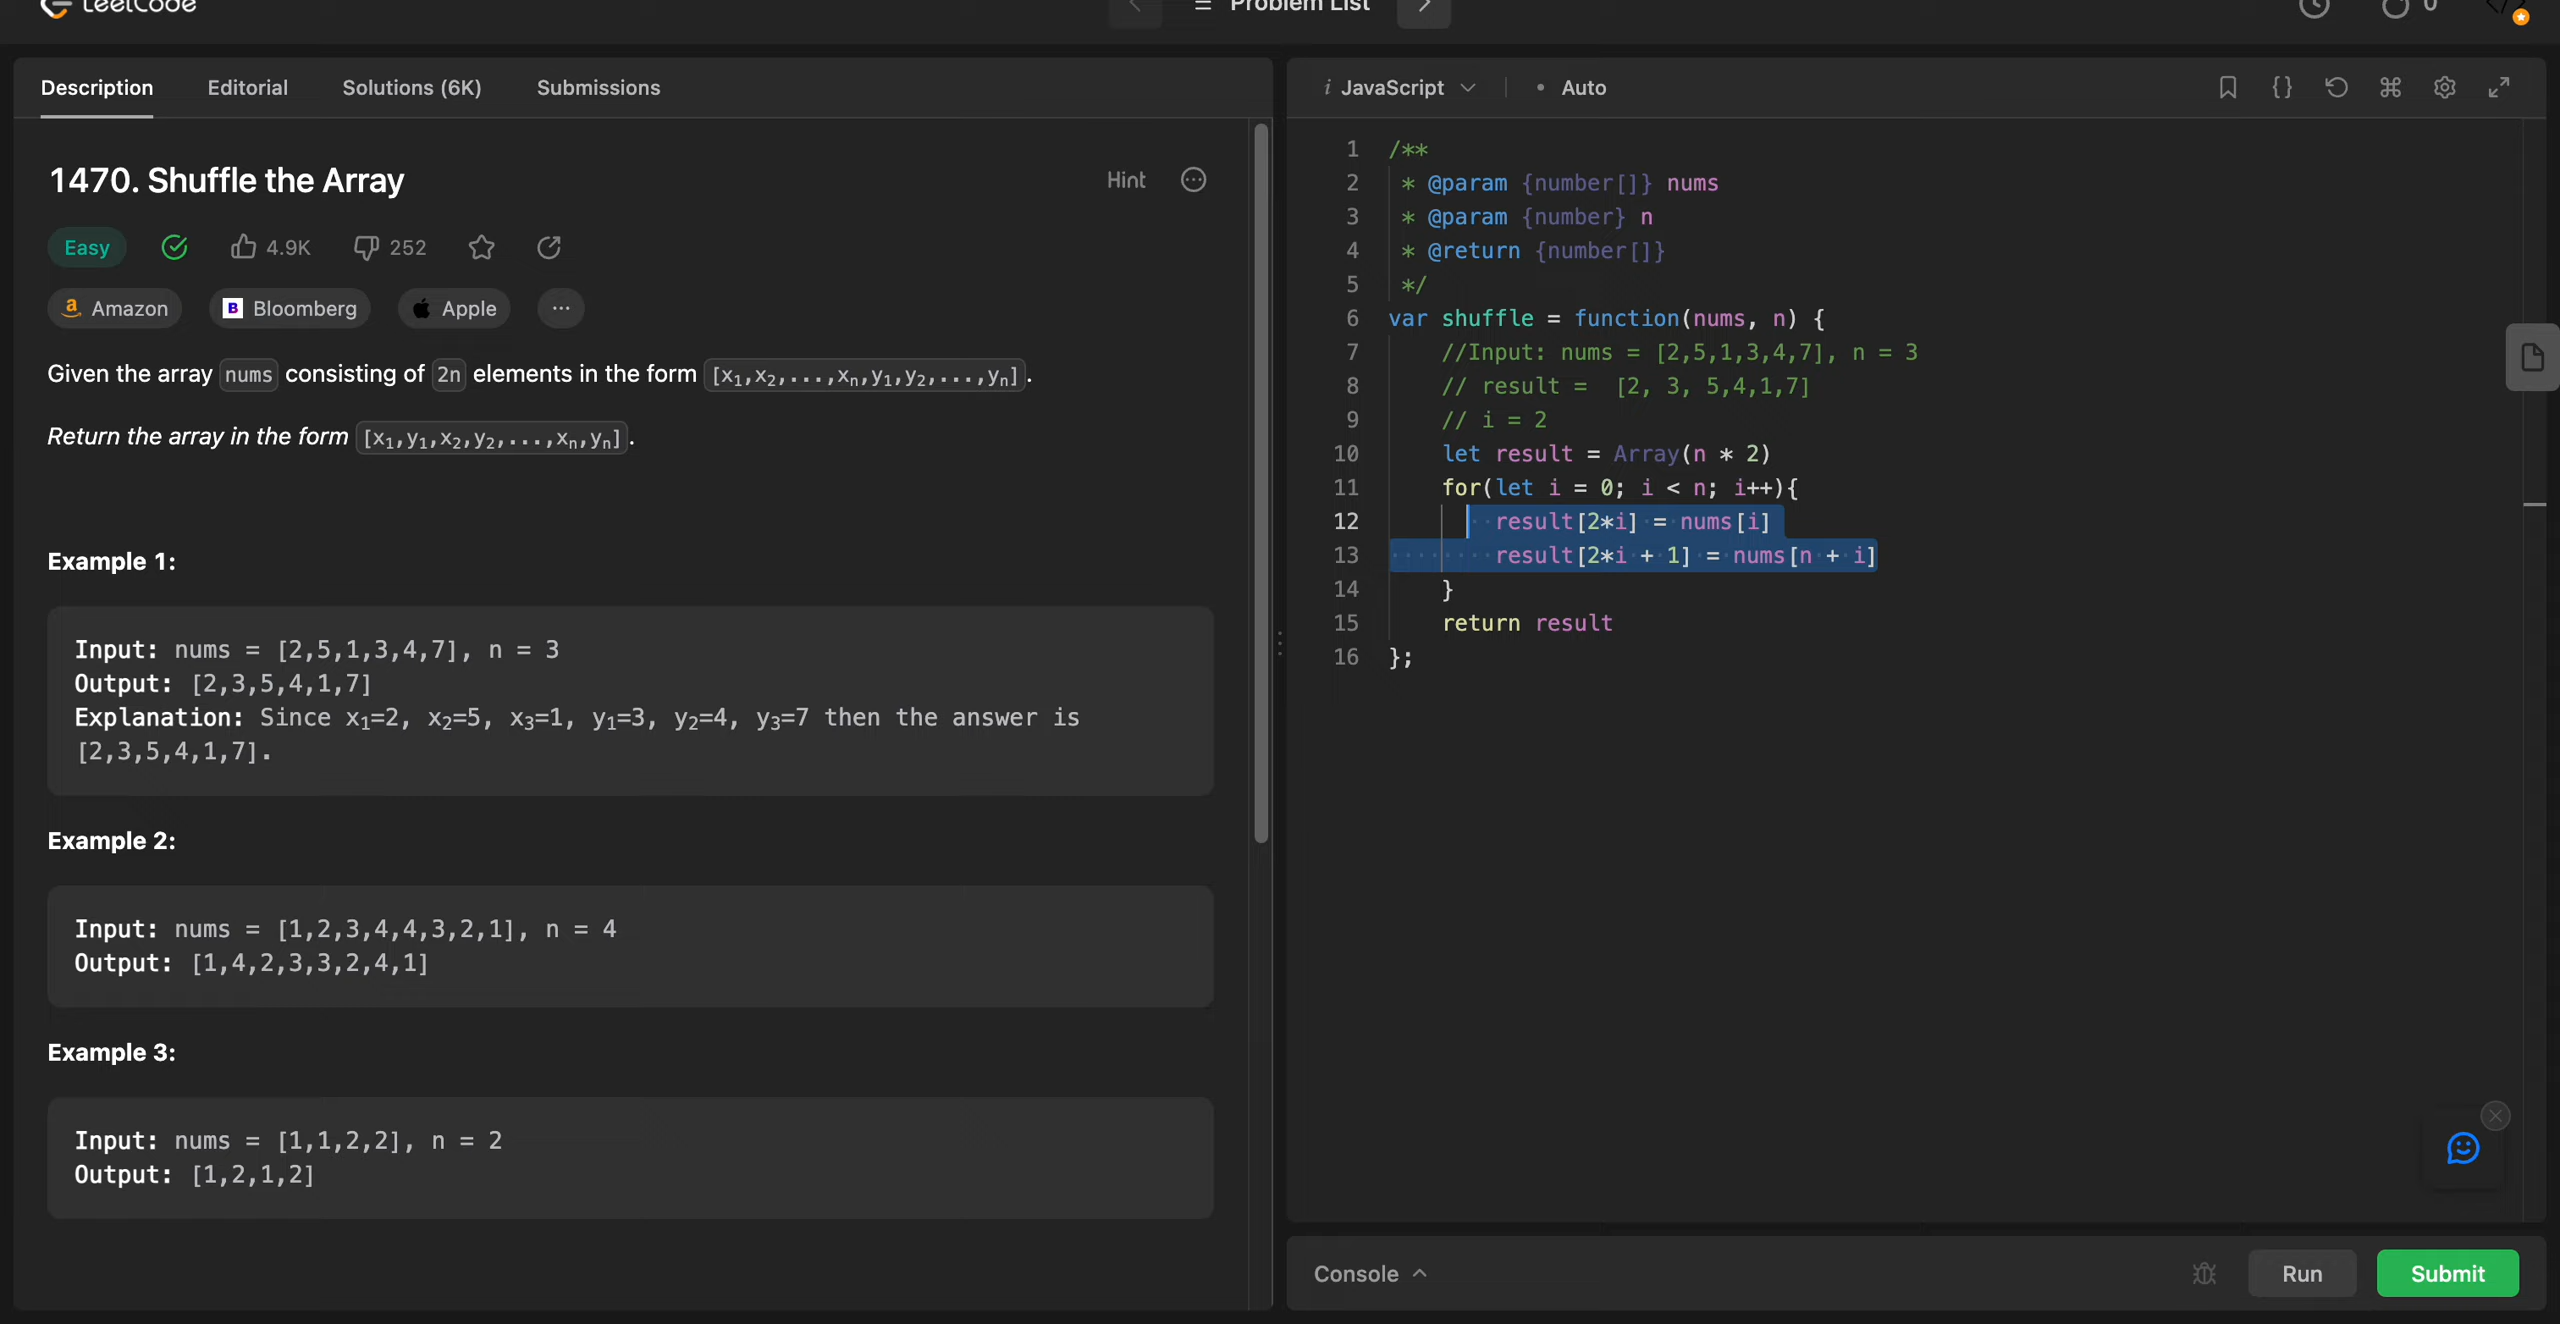 LeetCode
Problem List
0
Description Editorial Solutions (6K) Submissions
1470. Shuffle the Array
Hint
Easy 4.9K 252
Amazon Bloomberg Apple ...
Given the array nums consisting of 2n elements in the form [x₁,x₂,...,xₙ,y₁,y₂,...,yₙ].
Return the array in the form [x₁,y₁,x₂,y₂,...,xₙ,yₙ].
Example 1:
Input: nums = [2,5,1,3,4,7], n = 3
Output: [2,3,5,4,1,7]
Explanation: Since x₁=2, x₂=5, x₃=1, y₁=3, y₂=4, y₃=7 then the answer is
[2,3,5,4,1,7].
Example 2:
Input: nums = [1,2,3,4,4,3,2,1], n = 4
Output: [1,4,2,3,3,2,4,1]
Example 3:
Input: nums = [1,1,2,2], n = 2
Output: [1,2,1,2]
i JavaScript • Auto
1 /**
2 * @param {number[]} nums
3 * @param {number} n
4 * @return {number[]}
5 */
6 var shuffle = function(nums, n) {
7 //Input: nums = [2,5,1,3,4,7], n = 3
8 // result = [2, 3, 5,4,1,7]
9 // i = 2
10 let result = Array(n * 2)
11 for(let i = 0; i < n; i++){
12 result[2*i] = nums[i]
13 result[2*i + 1] = nums[n + i]
14 }
15 return result
16 };
Console Run Submit